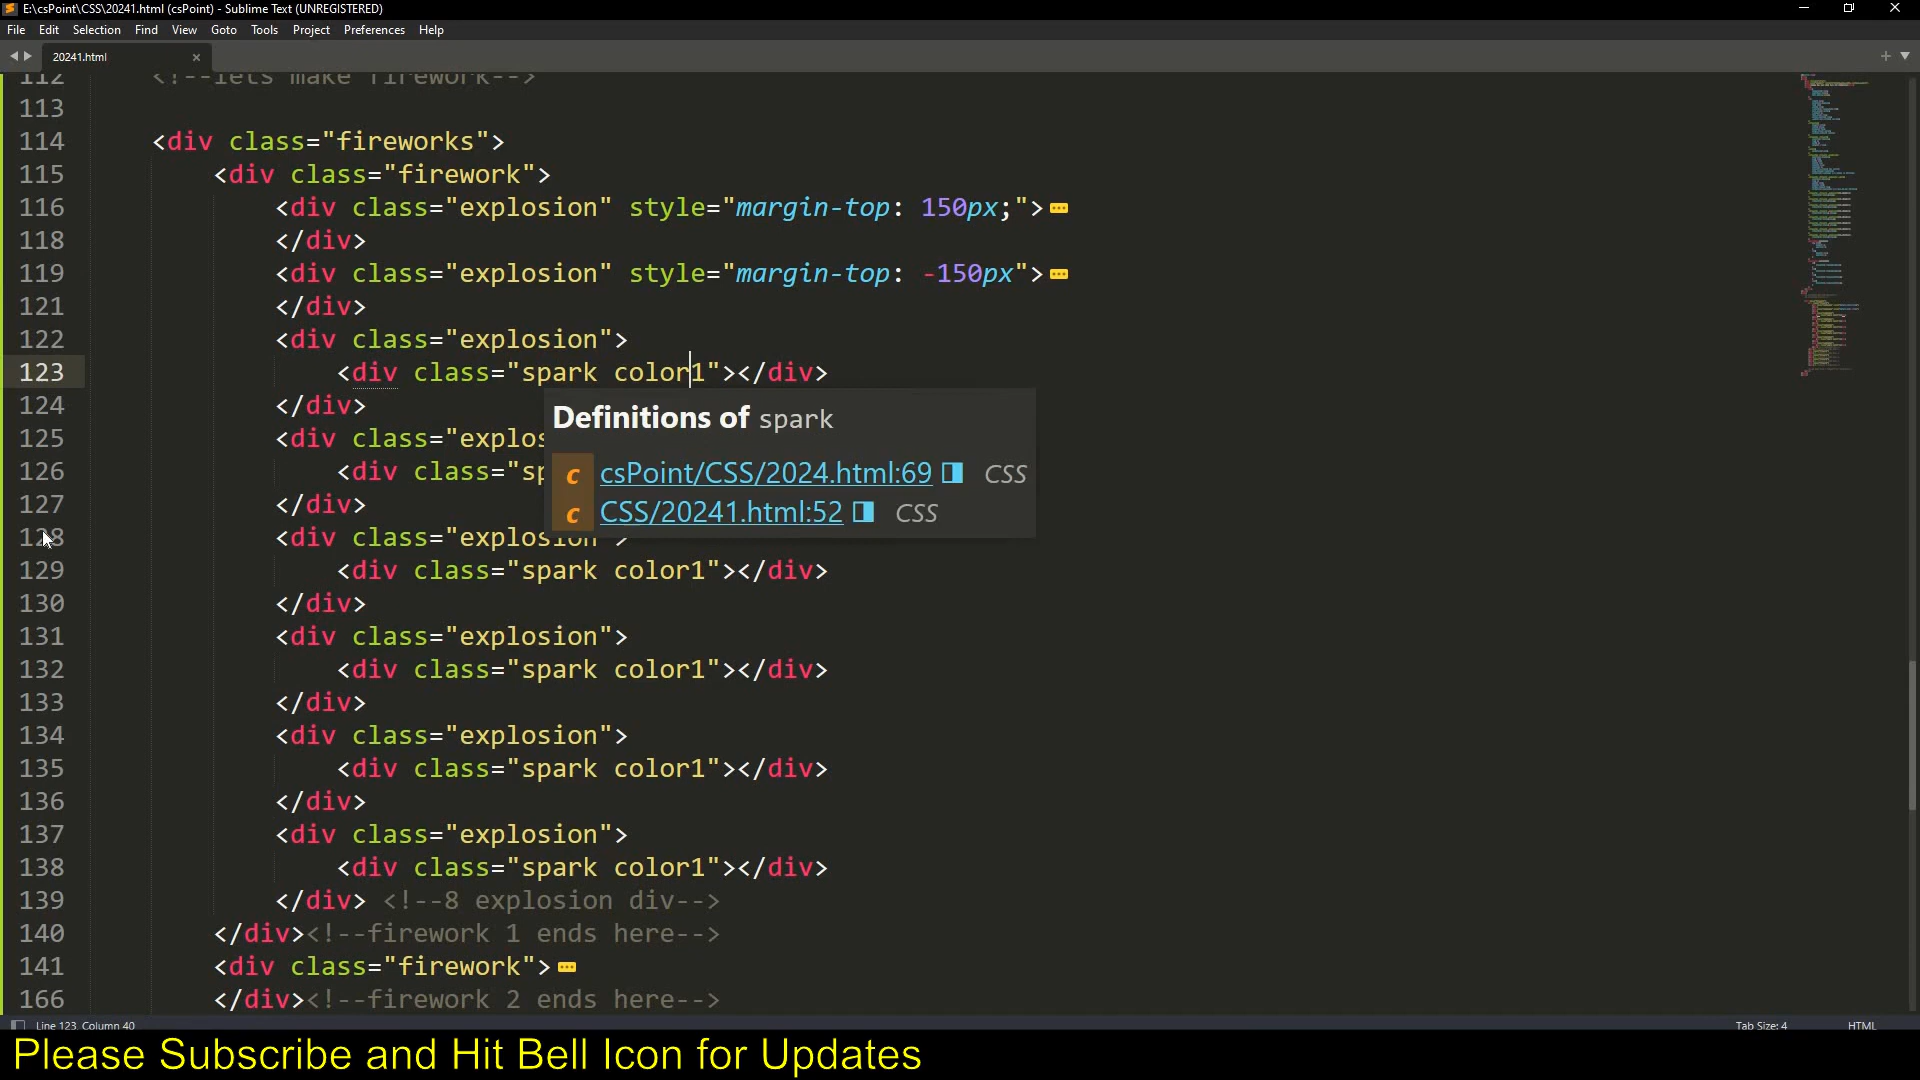 E:\csPoint\CSS\20241.html (csPoint) - Sublime Text (UNREGISTERED)
File Edit Selection Find View Goto Tools Project Preferences Help
20241.html
112 <!--lets make firework-->
113
114 <div class="fireworks">
115 <div class="firework">
116 <div class="explosion" style="margin-top: 150px;">
118 </div>
119 <div class="explosion" style="margin-top: -150px">
121 </div>
122 <div class="explosion">
123 <div class="spark color1"></div>
124 </div>
Definitions of spark
125 <div class="explos
csPoint/CSS/2024.html:69 CSS
126 <div class="sp
CSS/20241.html:52 CSS
127 </div>
128 <div class="explosion">
129 <div class="spark color1"></div>
130 </div>
131 <div class="explosion">
132 <div class="spark color1"></div>
133 </div>
134 <div class="explosion">
135 <div class="spark color1"></div>
136 </div>
137 <div class="explosion">
138 <div class="spark color1"></div>
139 </div> <!--8 explosion div-->
140 </div><!--firework 1 ends here-->
141 <div class="firework">
166 </div><!--firework 2 ends here-->
Line 123, Column 40 Tab Size: 4 HTML
Please Subscribe and Hit Bell Icon for Updates